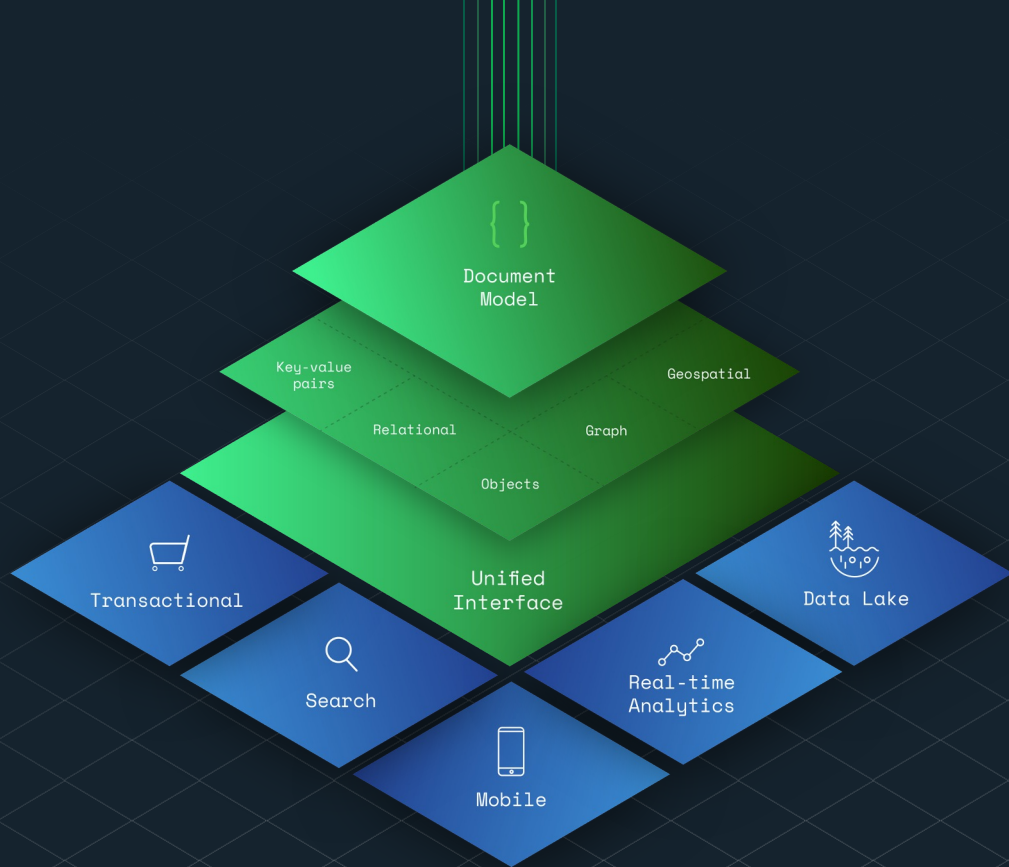 { }
Document
Model
Key-value
pairs
Relational
Objects
Graph
Geospatial
Unified
Interface
Transactional
Search
Mobile
Real-time
Analytics
Data Lake